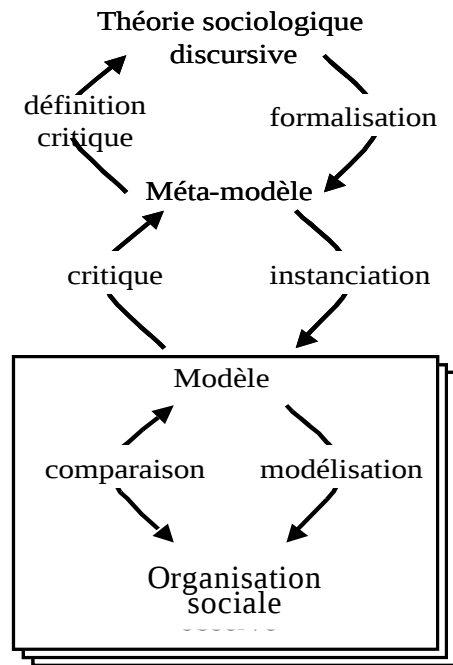 Théorie sociologique
discursive
définition
critique
formalisation
Méta-modèle
critique
instanciation
Modèle
comparaison
modélisation
Organisation
sociale